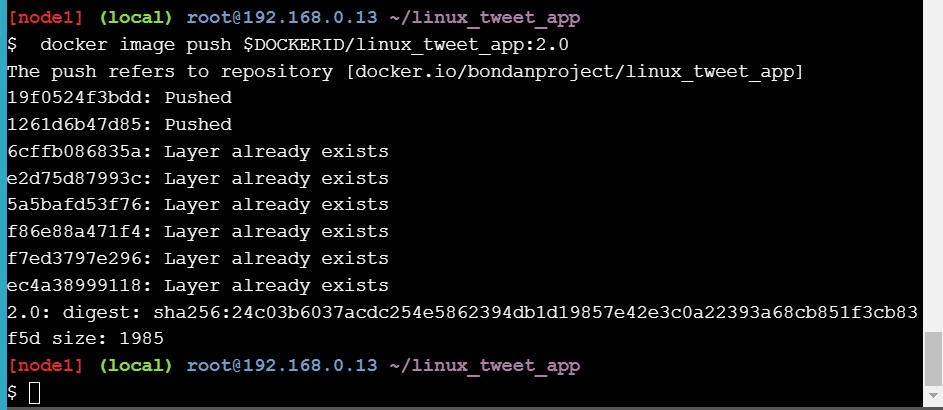 [node1] (local) root@192.168.0.13 ~/linux_tweet_app
$  docker image push $DOCKERID/linux_tweet_app:2.0
The push refers to repository [docker.io/bondanproject/linux_tweet_app]
19f0524f3bdd: Pushed
1261d6b47d85: Pushed
6cffb086835a: Layer already exists
e2d75d87993c: Layer already exists
5a5bafd53f76: Layer already exists
f86e88a471f4: Layer already exists
f7ed3797e296: Layer already exists
ec4a38999118: Layer already exists
2.0: digest: sha256:24c03b6037acdc254e5862394db1d19857e42e3c0a22393a68cb851f3cb83
f5d size: 1985
[node1] (local) root@192.168.0.13 ~/linux_tweet_app
$